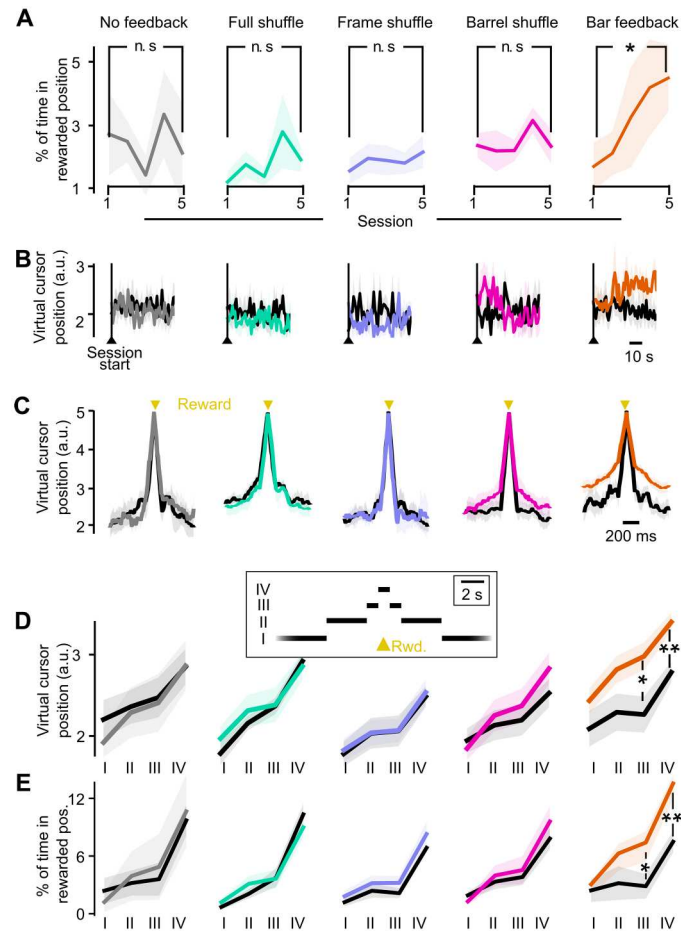 A
No feedback Full shuffle Frame shuffle Barrel shuffle Bar feedback
n. s n. s n. s n. s *
% of time in
rewarded position
5
3
1
1 5 1 5 1 5 1 5 1 5
Session
B
Virtual cursor
position (a.u.)
3
2
Session
start
10 s
C
Reward
Virtual cursor
position (a.u.)
5
4
3
2
200 ms
IV
III
II
I
2 s
Rwd.
D
Virtual cursor
position (a.u.)
3
2
* **
I II III IV I II III IV I II III IV I II III IV I II III IV
E
% of time in
rewarded pos.
12
6
0
* **
I II III IV I II III IV I II III IV I II III IV I II III IV